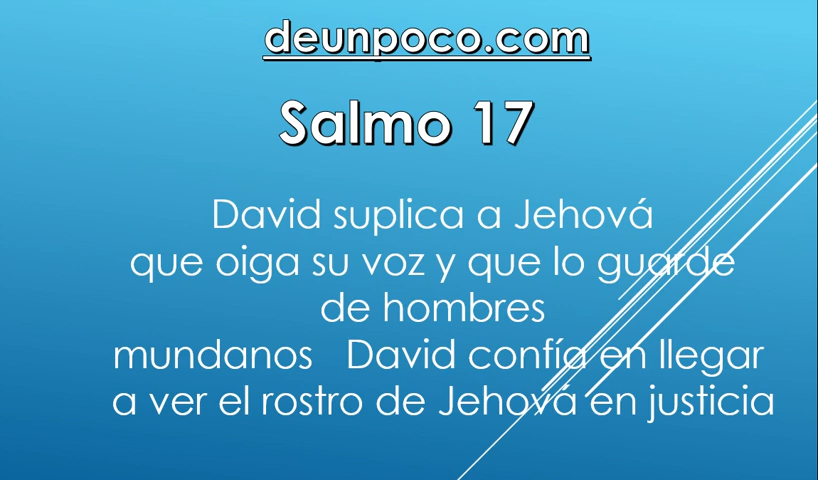 deunpoco.com
Salmo 17
David suplica a Jehová
que oiga su voz y que lo guarde
de hombres
mundanos   David confía en llegar
a ver el rostro de Jehová en justicia